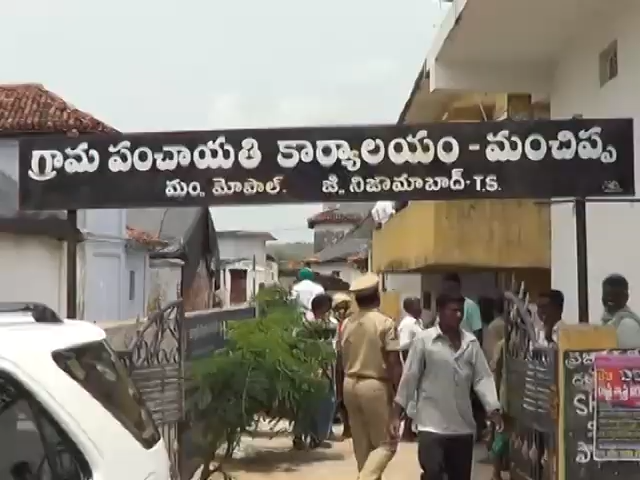 గ్రామ పంచాయతి కార్యాలయం - మంచిప్ప
మం., మోపాల్. జి., నిజామాబాద్. T.S.